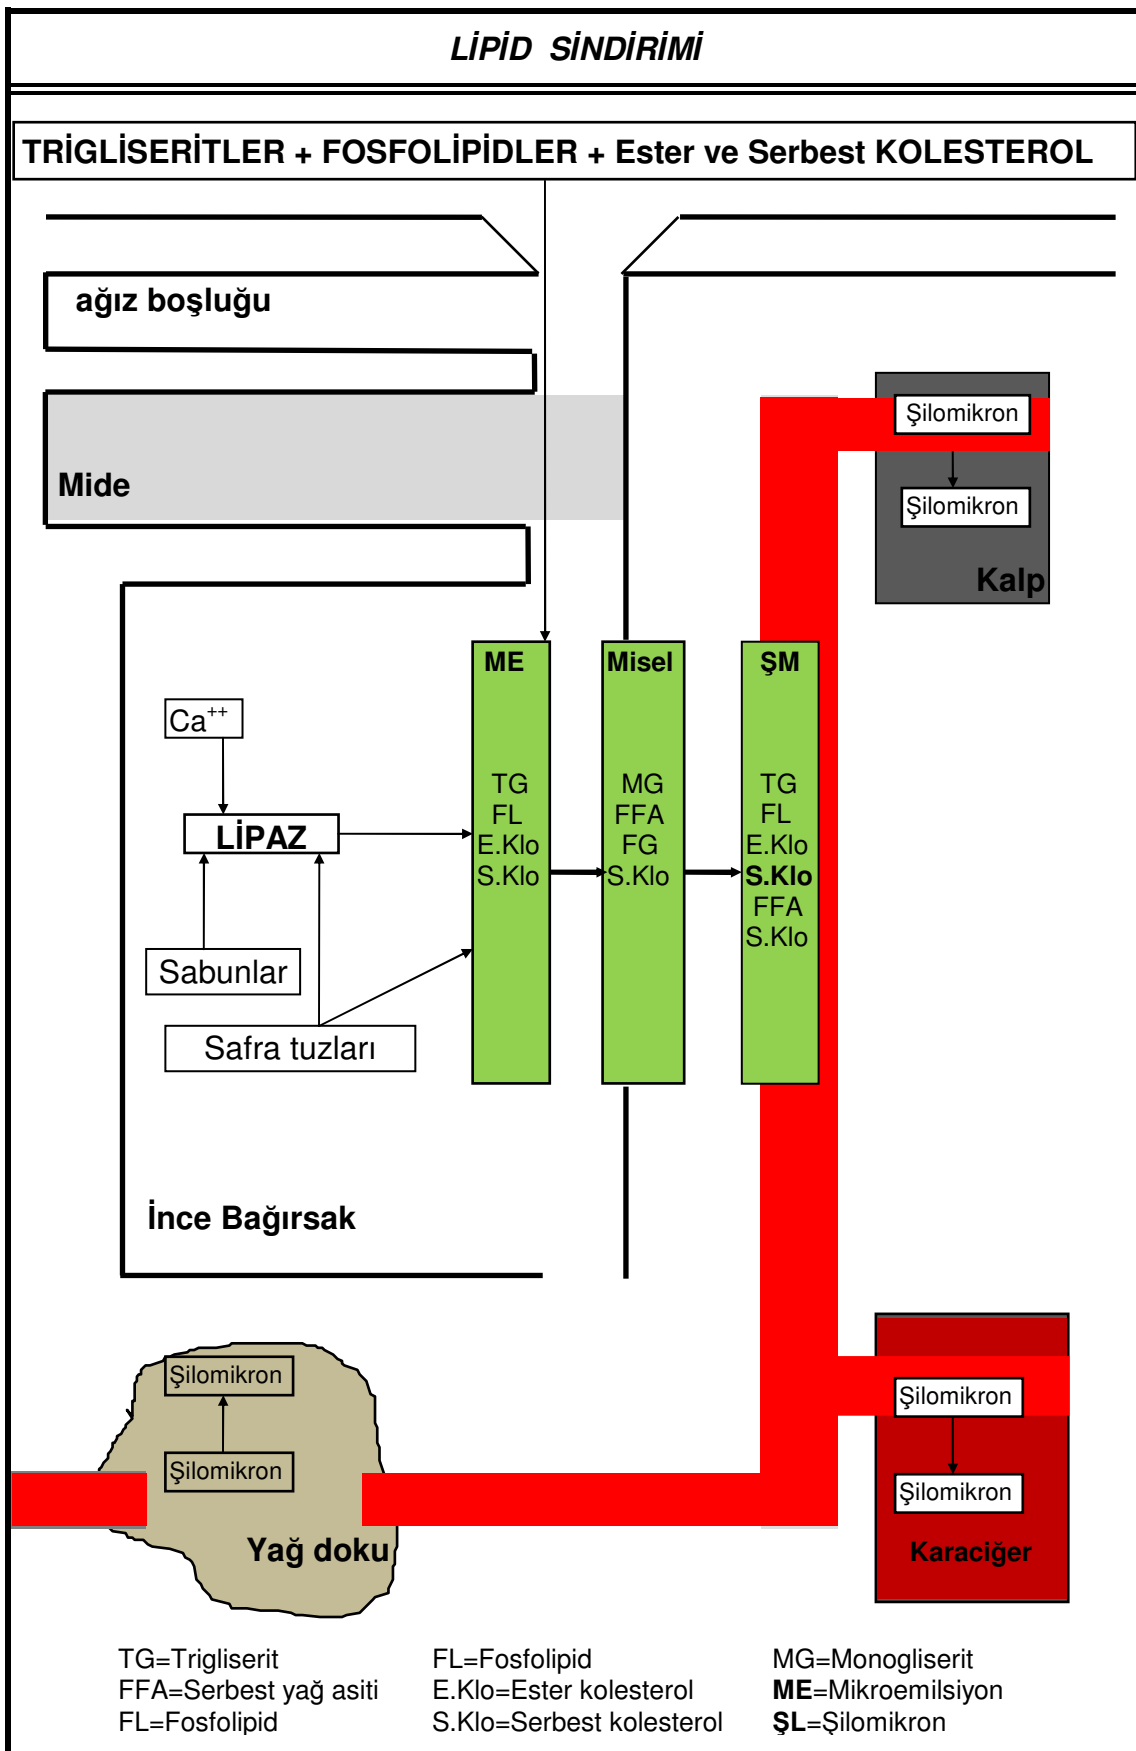 LİPİD SİNDİRİMİ
TRİGLİSERİTLER + FOSFOLİPİDLER + Ester ve Serbest KOLESTEROL
ağız boşluğu
Mide
Şilomikron
Şilomikron
Kalp
ME
TG
FL
E.Klo
S.Klo
Misel
MG
FFA
FG
S.Klo
ŞM
TG
FL
E.Klo
S.Klo
FFA
S.Klo
Ca++
LİPAZ
Sabunlar
Safra tuzları
İnce Bağırsak
Şilomikron
Şilomikron
Yağ doku
Şilomikron
Şilomikron
Karaciğer
TG=Trigliserit
FFA=Serbest yağ asiti
FL=Fosfolipid
FL=Fosfolipid
E.Klo=Ester kolesterol
S.Klo=Serbest kolesterol
MG=Monogliserit
ME=Mikroemilsiyon
ŞL=Şilomikron